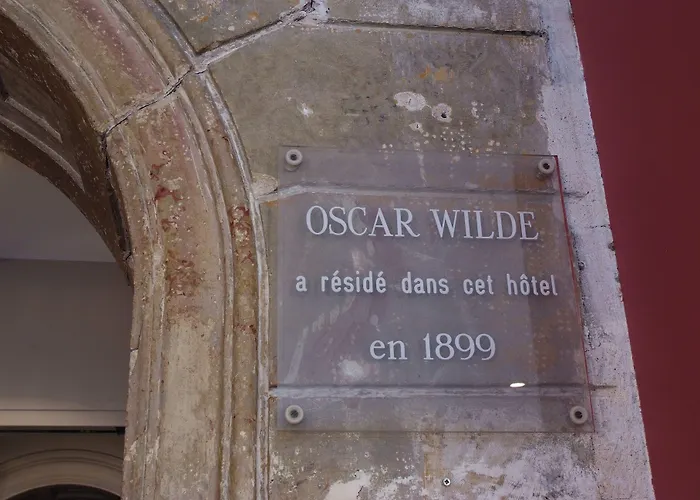 OSCAR WILDE
a résidé dans cet hôtel
en 1899